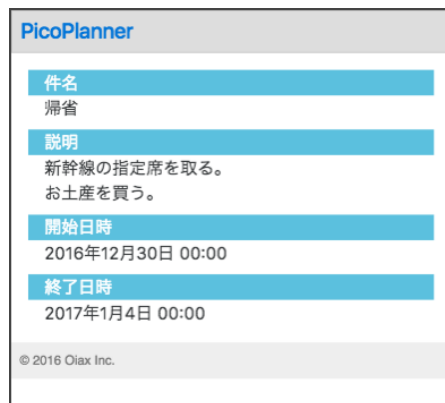 PicoPlanner
件名
帰省
説明
新幹線の指定席を取る。
お土産を買う。
開始日時
2016年12月30日 00:00
終了日時
2017年1月4日 00:00
© 2016 Oiax Inc.